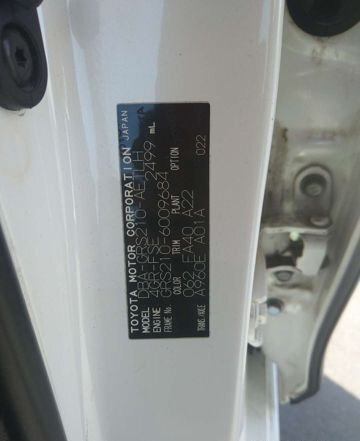 TOYOTA MOTOR CORPORATION JAPAN
MODEL DBA-GRS210-AETLH
ENGINE 4GR-FSE 2499 mL
FRAME No. GRS210-6009684
COLOR TRIM PLANT OPTION
062 EA40 A22 022
TRANS./AXLE
A960E A01A